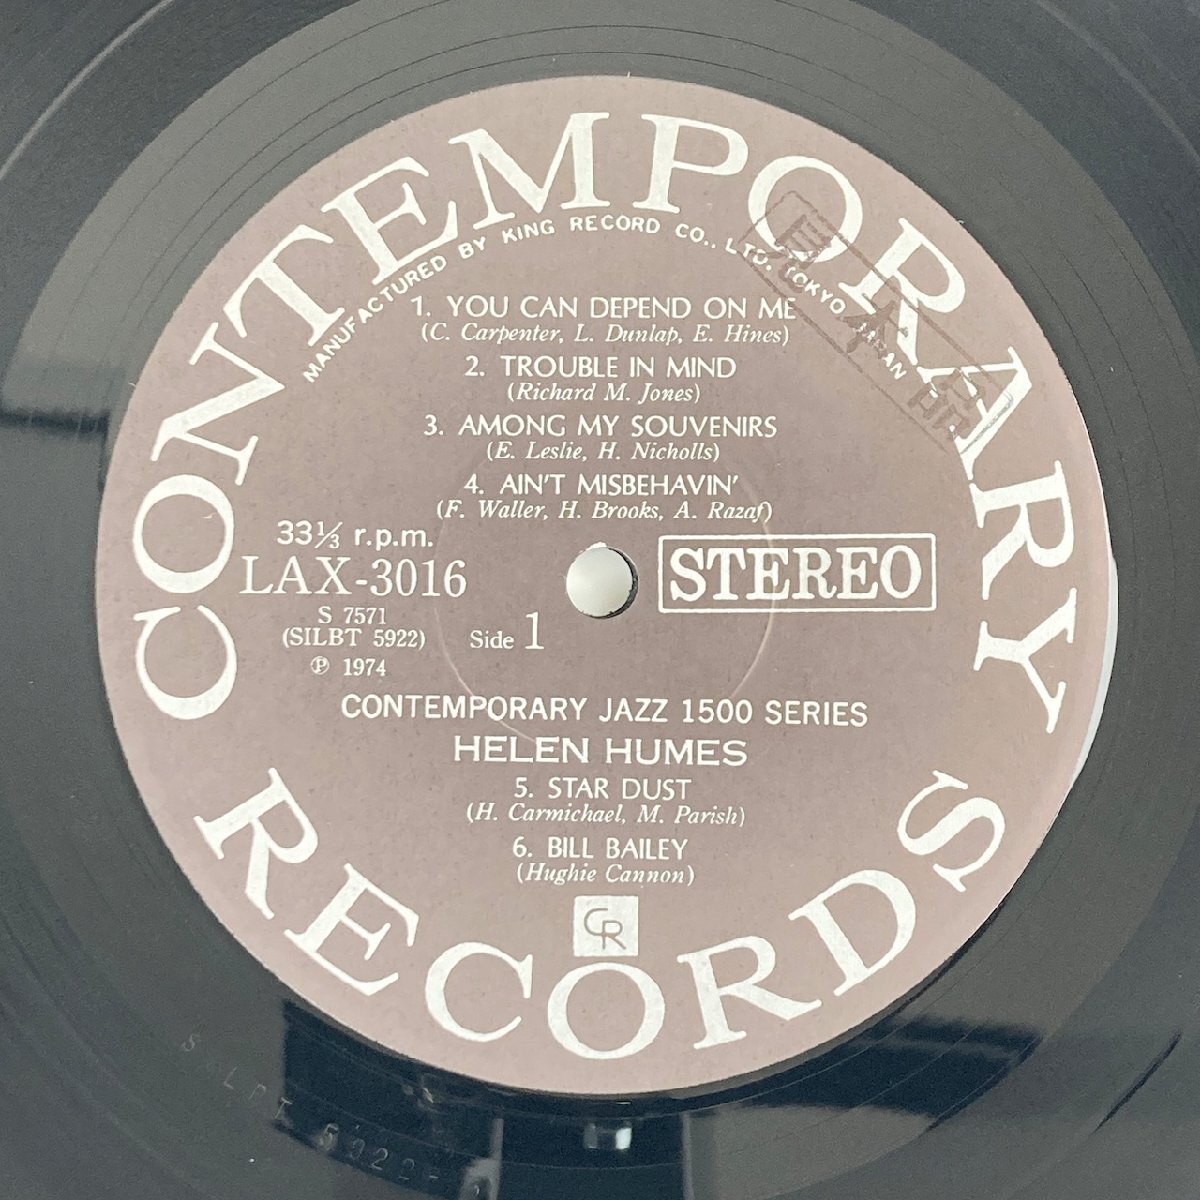 CONTEMPORARY
MANUFACTURED BY KING RECORD CO., LTD. TOKYO JAPAN
見本品
1. YOU CAN DEPEND ON ME
(C. Carpenter, L. Dunlap, E. Hines)
2. TROUBLE IN MIND
(Richard M. Jones)
3. AMONG MY SOUVENIRS
(E. Leslie, H. Nicholls)
4. AIN'T MISBEHAVIN'
(F. Waller, H. Brooks, A. Razaf)
33⅓ r.p.m.
LAX-3016
STEREO
S 7571
(SILBT 5922)
Side 1
℗ 1974
CONTEMPORARY JAZZ 1500 SERIES
HELEN HUMES
5. STAR DUST
(H. Carmichael, M. Parish)
6. BILL BAILEY
(Hughie Cannon)
CR
RECORDS